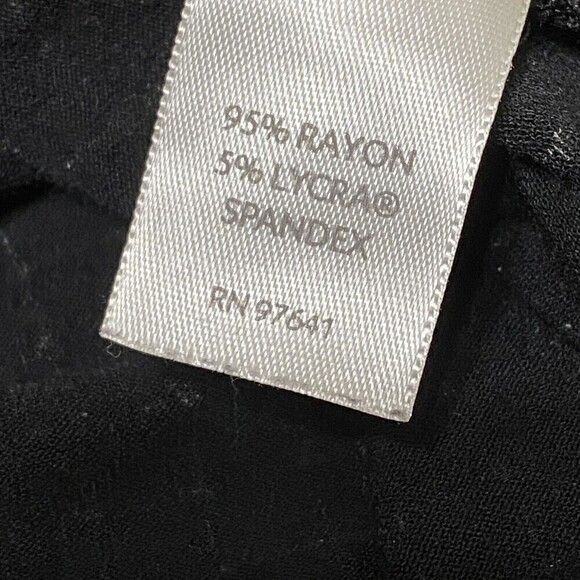 95% RAYON
5% LYCRA®
SPANDEX
RN 97641